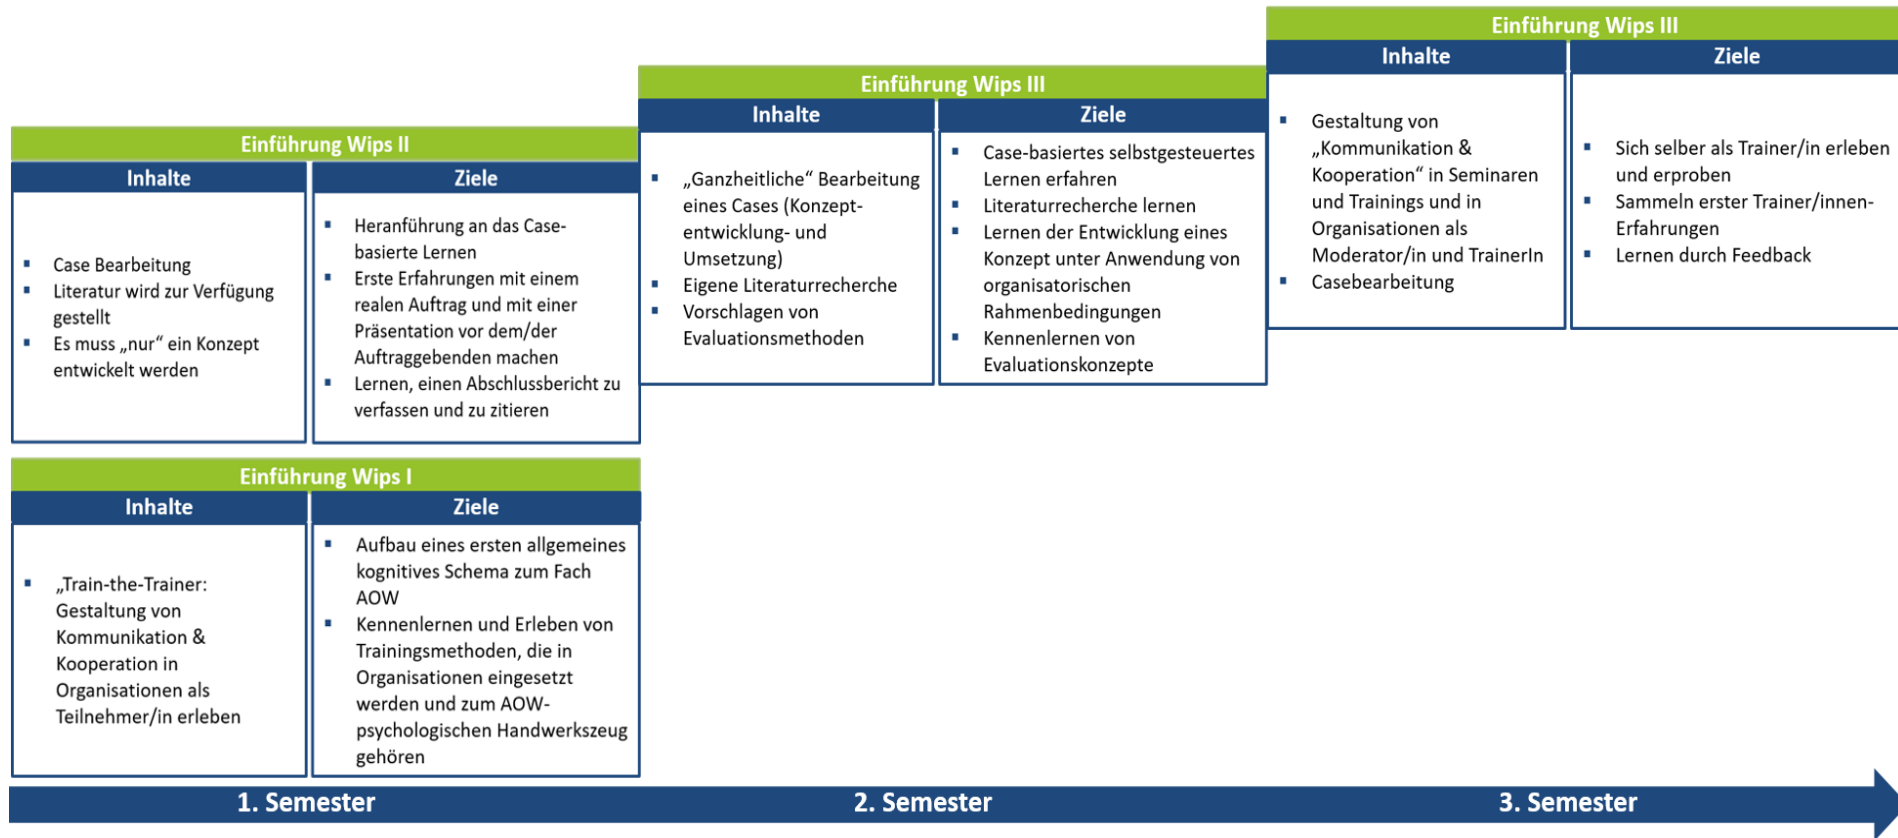 Einführung Wips II
Inhalte
Ziele
▪ Case Bearbeitung
▪ Literatur wird zur Verfügung
gestellt
▪ Es muss „nur“ ein Konzept
entwickelt werden
▪ Heranführung an das Case-
basierte Lernen
▪ Erste Erfahrungen mit einem
realen Auftrag und mit einer
Präsentation vor dem/der
Auftraggebenden machen
▪ Lernen, einen Abschlussbericht zu
verfassen und zu zitieren
Einführung Wips I
Inhalte
Ziele
▪ „Train-the-Trainer:
Gestaltung von
Kommunikation &
Kooperation in
Organisationen als
Teilnehmer/in erleben
▪ Aufbau eines ersten allgemeines
kognitives Schema zum Fach
AOW
▪ Kennenlernen und Erleben von
Trainingsmethoden, die in
Organisationen eingesetzt
werden und zum AOW-
psychologischen Handwerkszeug
gehören
Einführung Wips III
Inhalte
Ziele
▪ „Ganzheitliche“ Bearbeitung
eines Cases (Konzept-
entwicklung- und
Umsetzung)
▪ Eigene Literaturrecherche
▪ Vorschlagen von
Evaluationsmethoden
▪ Case-basiertes selbstgesteuertes
Lernen erfahren
▪ Literaturrecherche lernen
▪ Lernen der Entwicklung eines
Konzept unter Anwendung von
organisatorischen
Rahmenbedingungen
▪ Kennenlernen von
Evaluationskonzepte
Einführung Wips III
Inhalte
Ziele
▪ Gestaltung von
„Kommunikation &
Kooperation“ in Seminaren
und Trainings und in
Organisationen als
Moderator/in und TrainerIn
▪ Casebearbeitung
▪ Sich selber als Trainer/in erleben
und erproben
▪ Sammeln erster Trainer/innen-
Erfahrungen
▪ Lernen durch Feedback
1. Semester
2. Semester
3. Semester